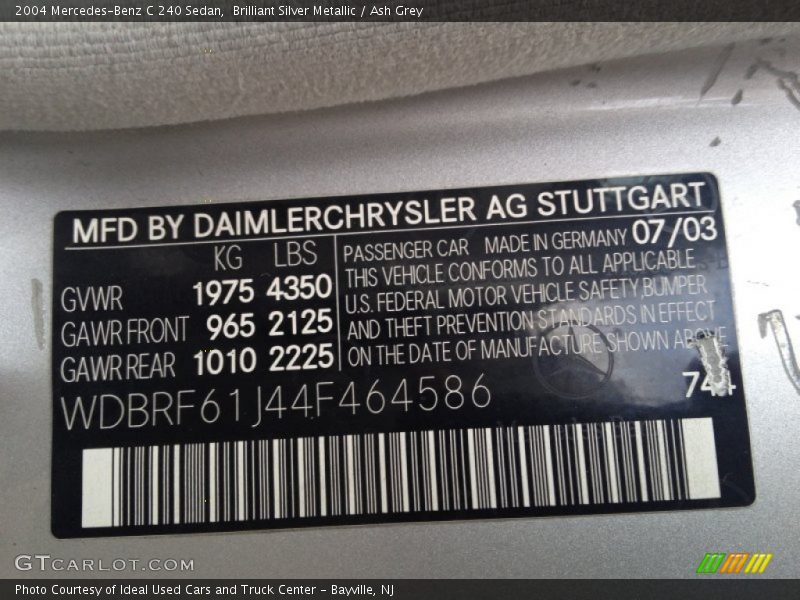 2004 Mercedes-Benz C 240 Sedan, Brilliant Silver Metallic / Ash Grey
MFD BY DAIMLERCHRYSLER AG STUTTGART
KG LBS
GVWR 1975 4350
GAWR FRONT 965 2125
GAWR REAR 1010 2225
PASSENGER CAR MADE IN GERMANY 07/03
THIS VEHICLE CONFORMS TO ALL APPLICABLE
U.S. FEDERAL MOTOR VEHICLE SAFETY, BUMPER
AND THEFT PREVENTION STANDARDS IN EFFECT
ON THE DATE OF MANUFACTURE SHOWN ABOVE
WDBRF61J44F464586
GTCARLOT.COM
Photo Courtesy of Ideal Used Cars and Truck Center - Bayville, NJ